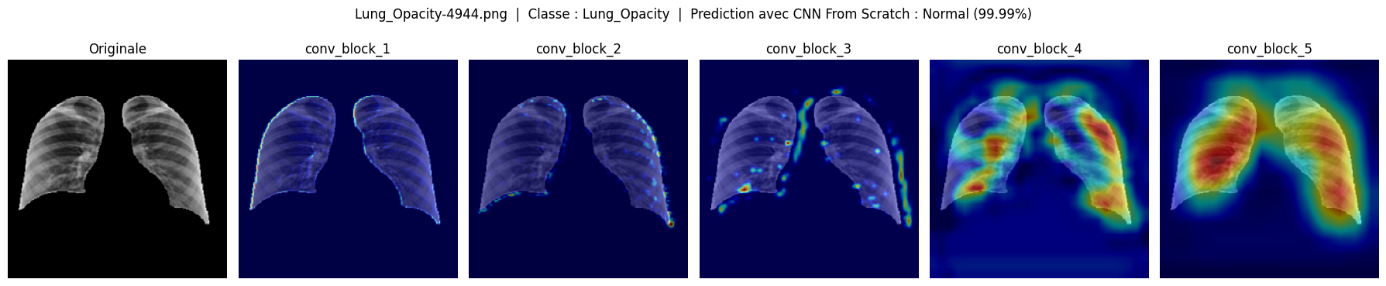 Lung_Opacity-4944.png | Classe : Lung_Opacity | Prediction avec CNN From Scratch : Normal (99.99%)
Originale
conv_block_1
conv_block_2
conv_block_3
conv_block_4
conv_block_5